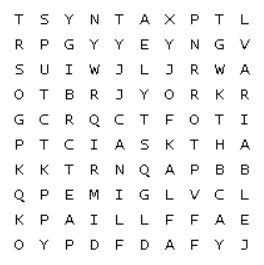 T S Y N T A X P T L
R P G Y Y E Y N G V
S U I W J L J R W A
O T B R J Y O R K R
G C R Q C T F O T I
P T C I A S K T H A
K K T R N Q A P B B
Q P E M I G L V C L
K P A I L L F F A E
O Y P D F D A F Y J